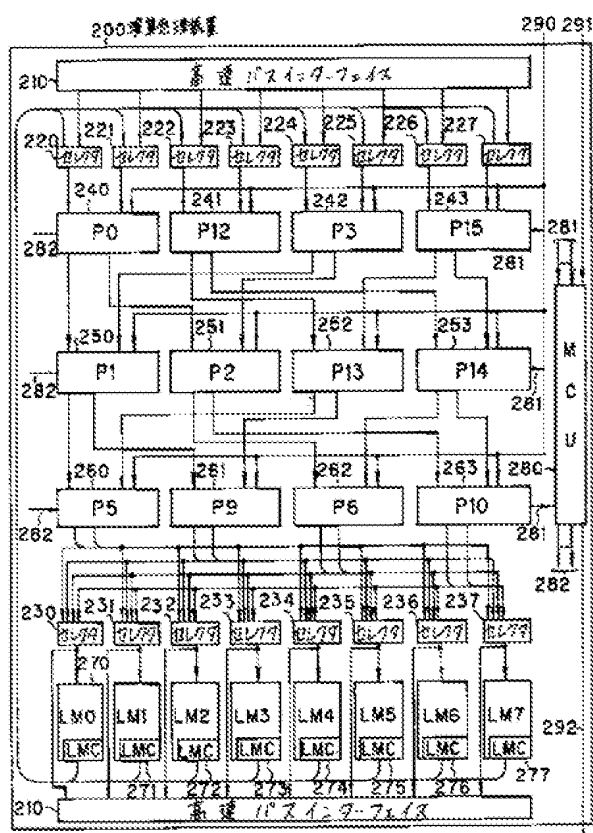 200演算処理装置 290 291
210 高速バスインターフェイス
221 222 223 224 225 226 227
220 セレクタ セレクタ セレクタ セレクタ セレクタ セレクタ セレクタ セレクタ
240 241 242 243
P0 P12 P3 P15 281
282 281
250 251 252 253
P1 P2 P13 P14 MCU
282 281
260 261 262 263 280
P5 P9 P6 P10
282 281
282
230 231 232 233 234 235 236 237
セレクタ セレクタ セレクタ セレクタ セレクタ セレクタ セレクタ セレクタ
270
LM0 LM1 LM2 LM3 LM4 LM5 LM6 LM7
292
LMC LMC LMC LMC LMC LMC LMC LMC
271 272 273 274 275 276 277
210 高速バスインターフェイス